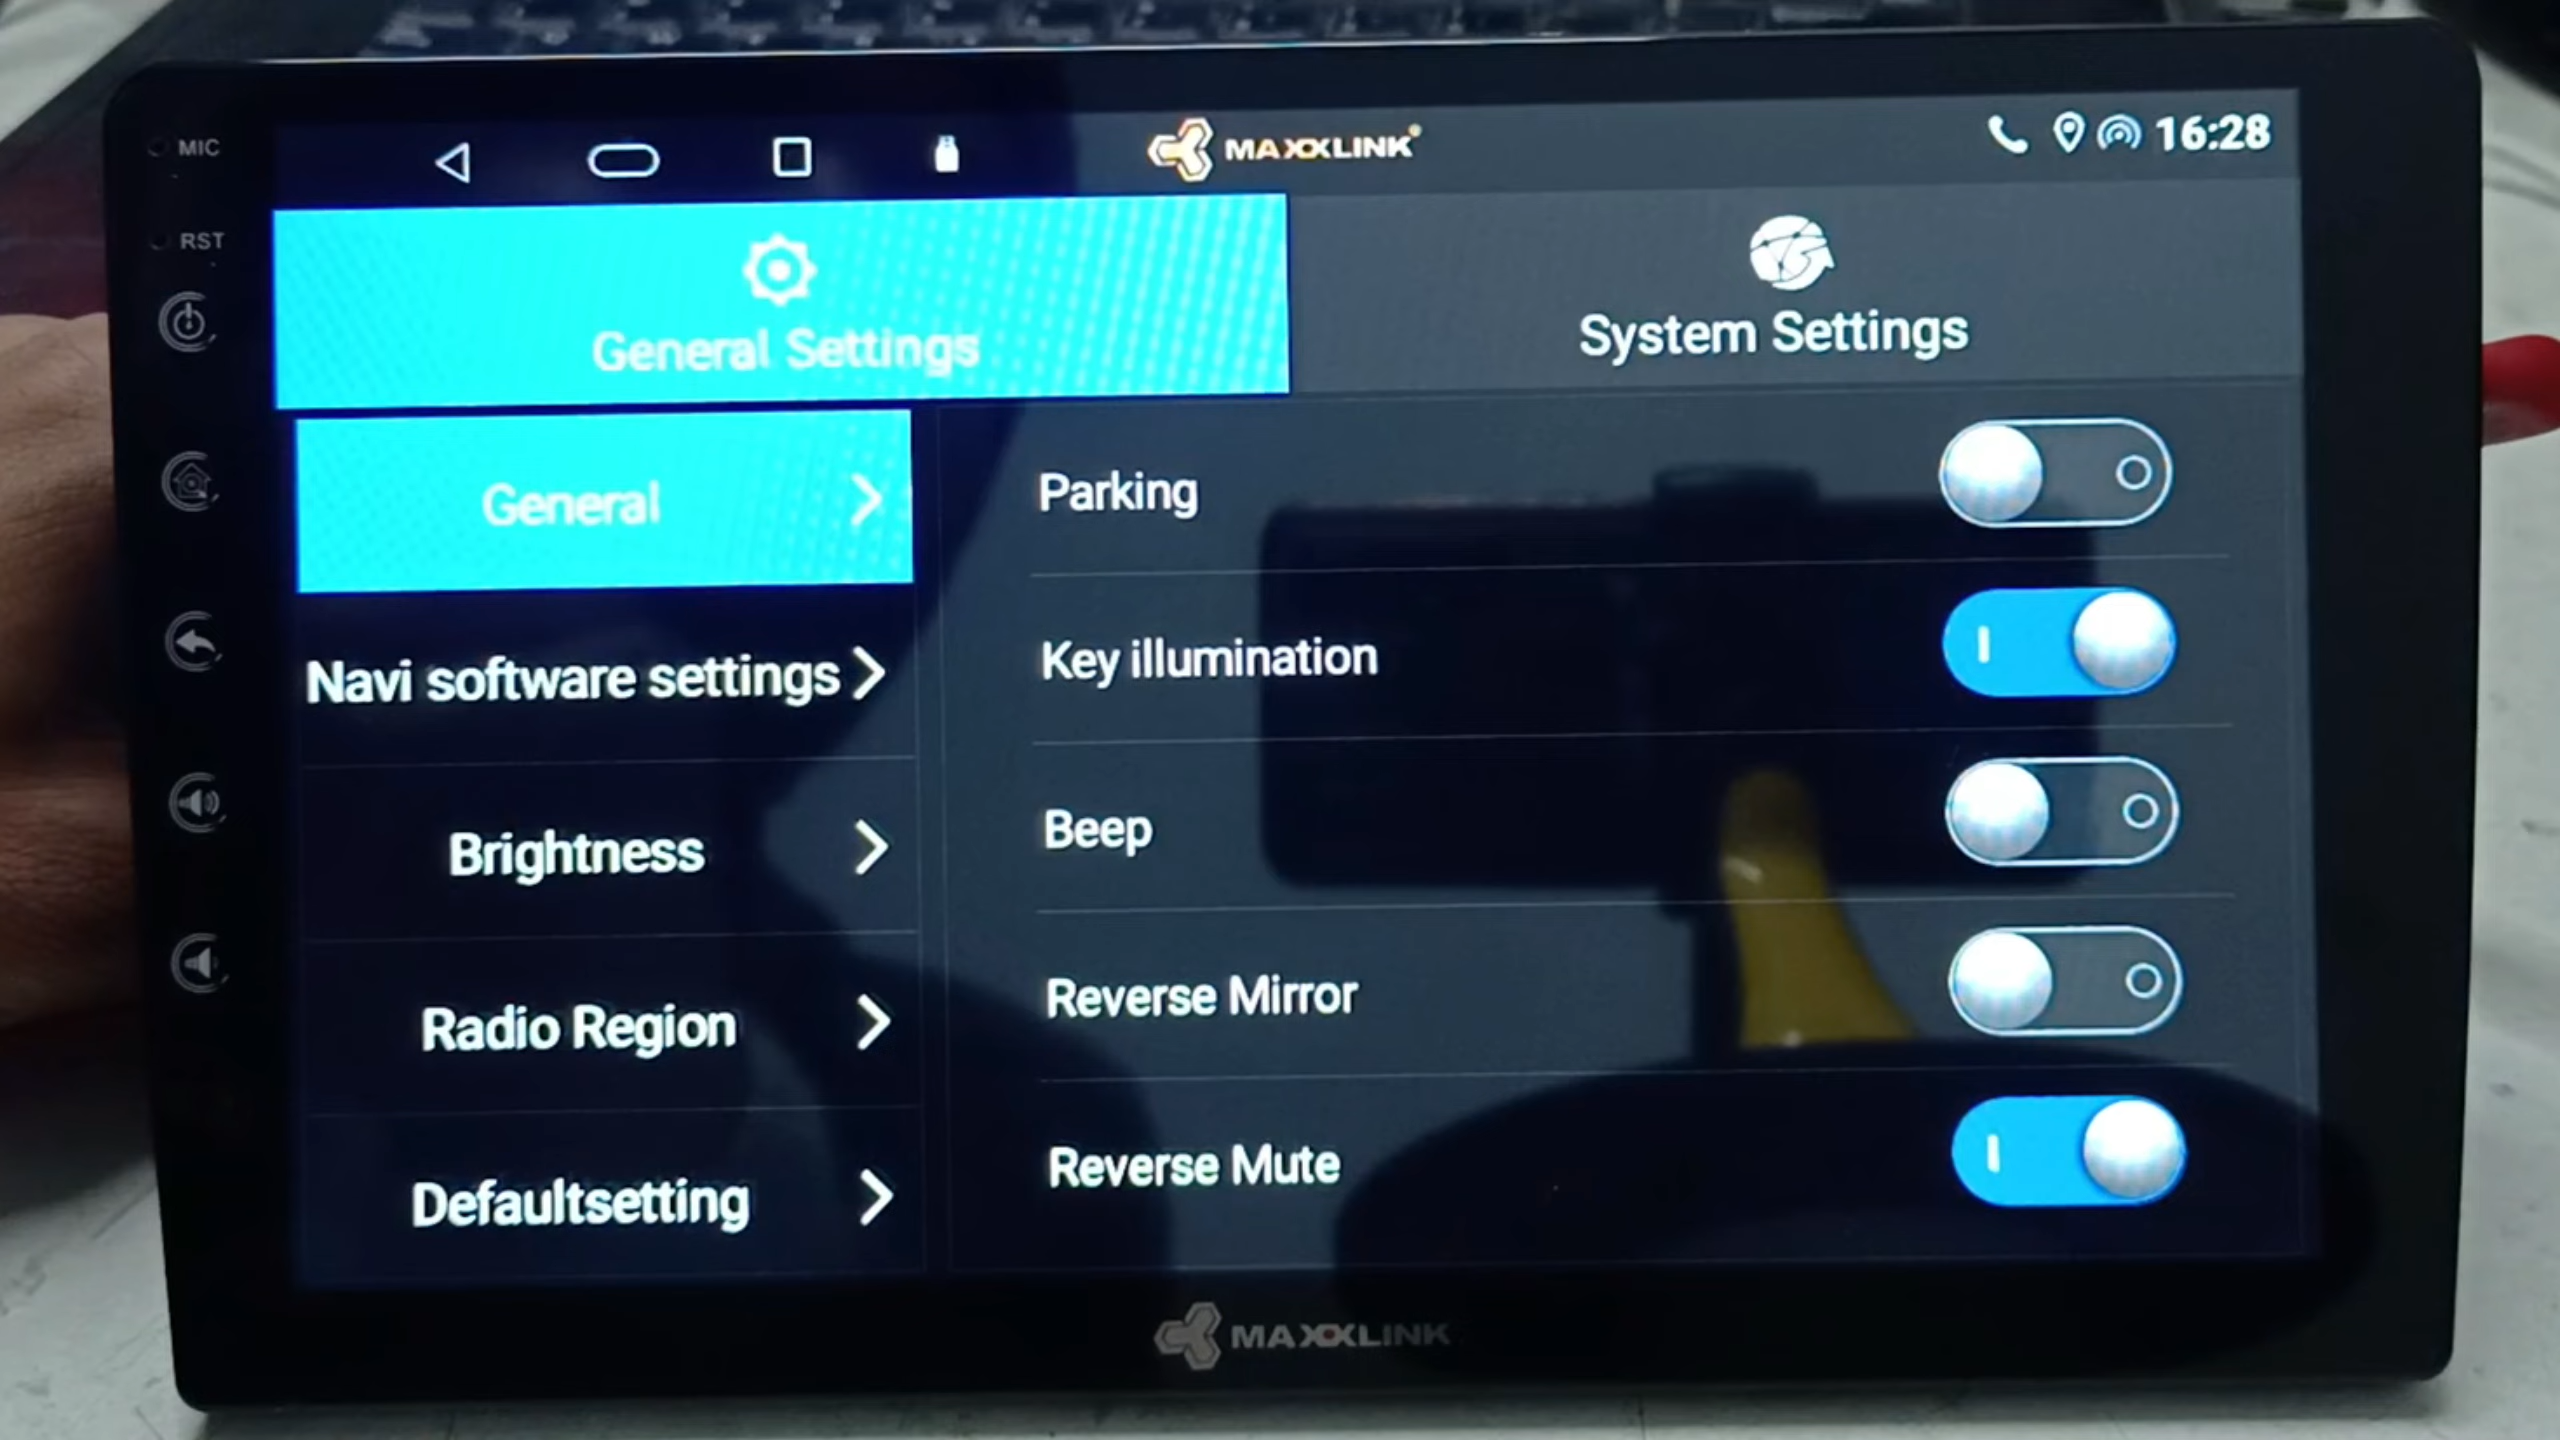 MIC
MAXXLINK
16:28
RST
General Settings
System Settings
General
Parking
Navi software settings
Key illumination
Brightness
Beep
Radio Region
Reverse Mirror
Defaultsetting
Reverse Mute
MAXXLINK